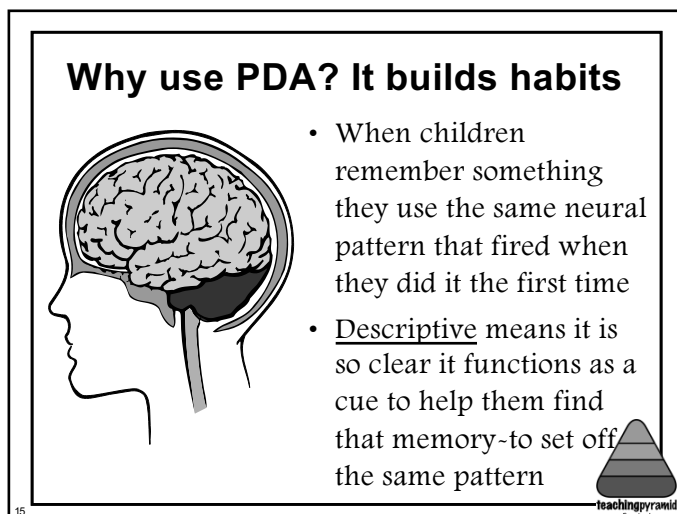 Why use PDA? It builds habits
• When children
remember something
they use the same neural
pattern that fired when
they did it the first time
• Descriptive means it is
so clear it functions as a
cue to help them find
that memory-to set off
the same pattern
teachingpyramid
15